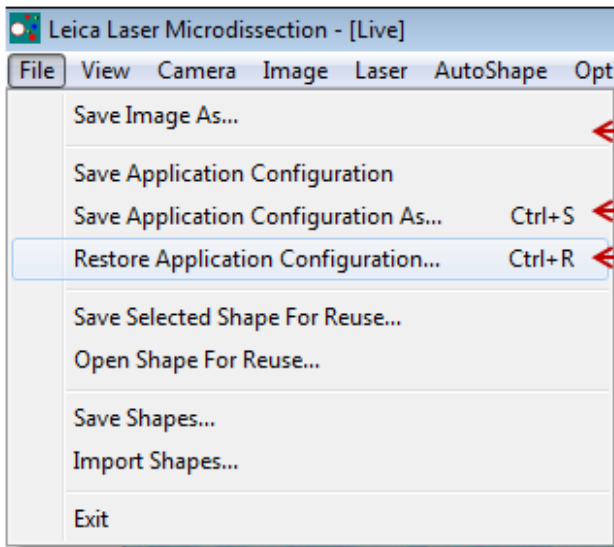 Leica Laser Microdissection - [Live]
File View Camera Image Laser AutoShape Opt
Save Image As...
Save Application Configuration
Save Application Configuration As... Ctrl+S
Restore Application Configuration... Ctrl+R
Save Selected Shape For Reuse...
Open Shape For Reuse...
Save Shapes...
Import Shapes...
Exit